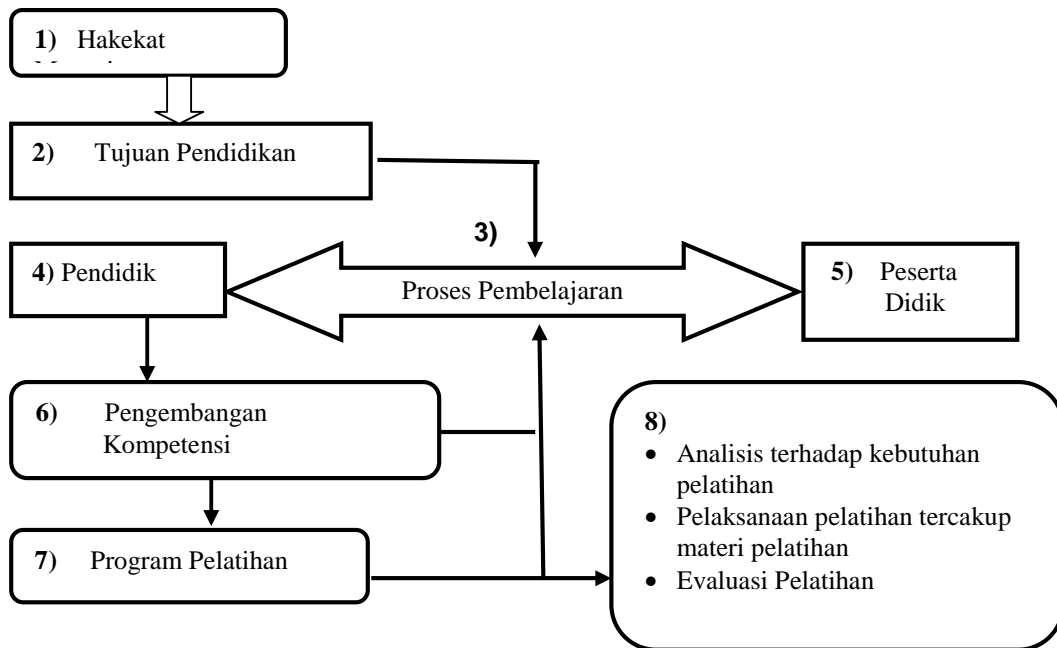 1) Hakekat
2) Tujuan Pendidikan
3)
4) Pendidik
Proses Pembelajaran
5) Peserta
Didik
6) Pengembangan
Kompetensi
7) Program Pelatihan
8)
• Analisis terhadap kebutuhan
pelatihan
• Pelaksanaan pelatihan tercakup
materi pelatihan
• Evaluasi Pelatihan